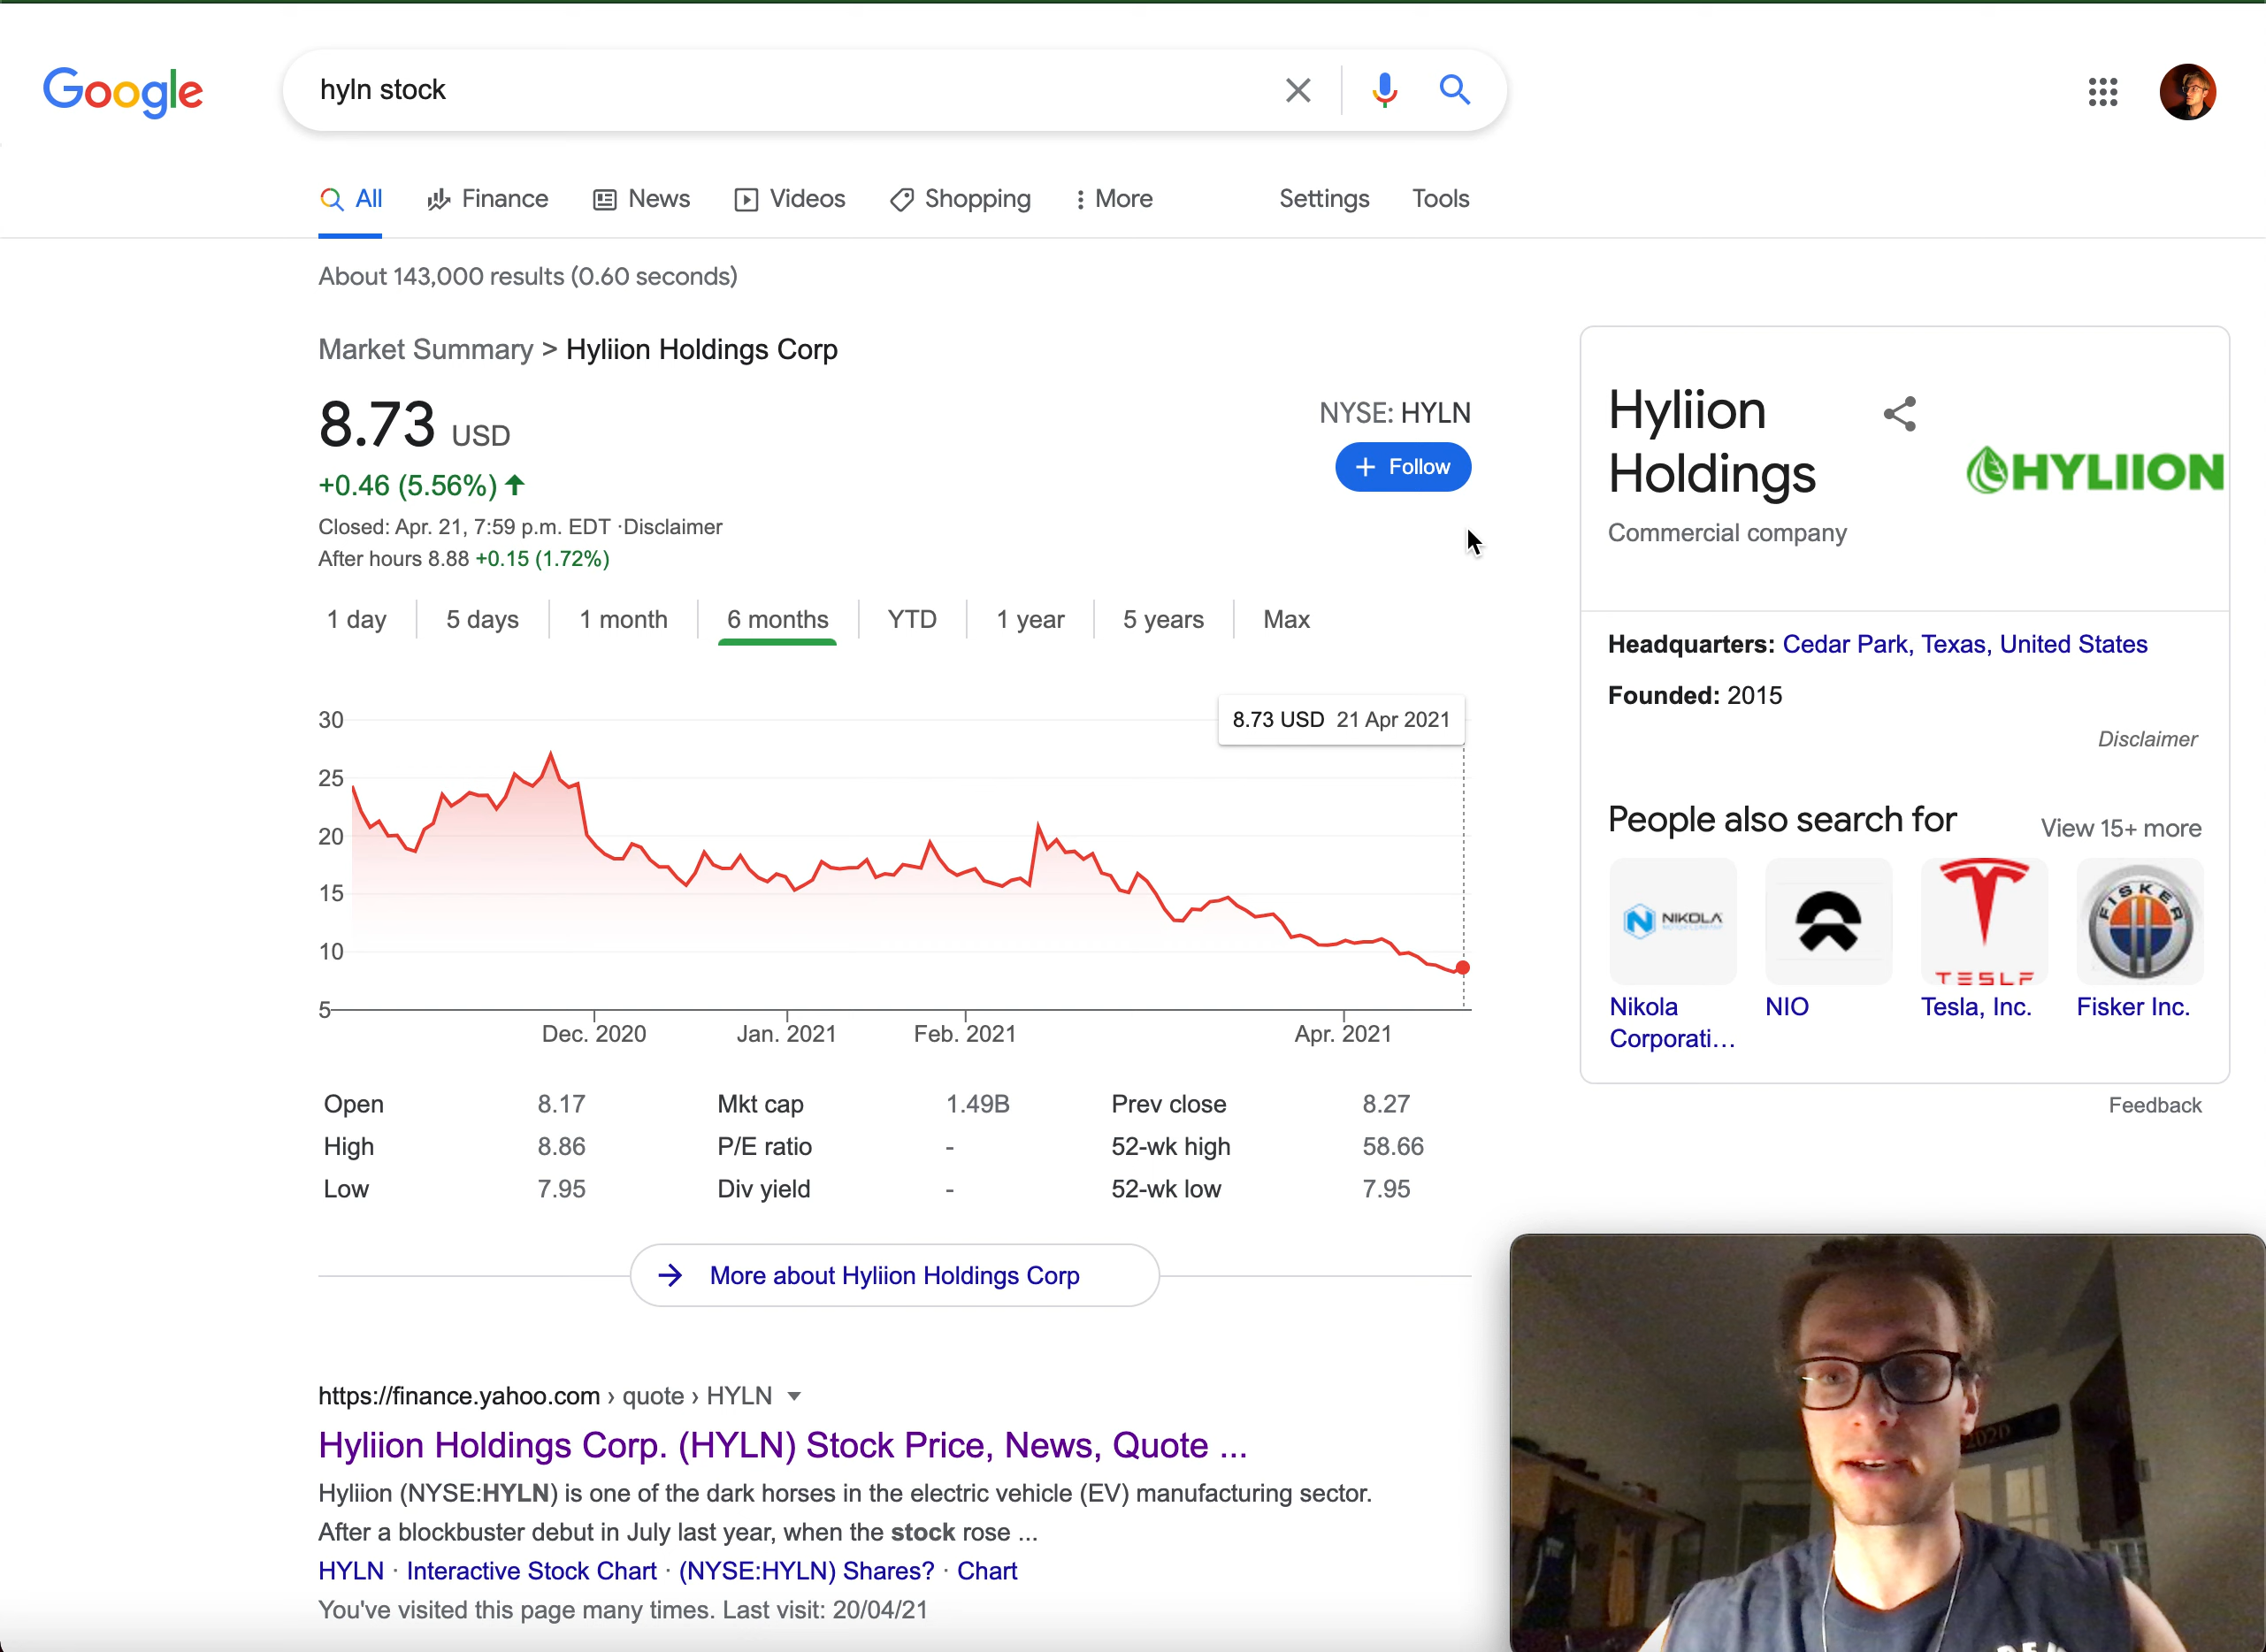 Google
hyln stock
All
Finance
News
Videos
Shopping
More
Settings
Tools
About 143,000 results (0.60 seconds)
Market Summary > Hyliion Holdings Corp
8.73 USD
+0.46 (5.56%)
Closed: Apr. 21, 7:59 p.m. EDT ·Disclaimer
After hours 8.88 +0.15 (1.72%)
NYSE: HYLN
+ Follow
1 day
5 days
1 month
6 months
YTD
1 year
5 years
Max
8.73 USD 21 Apr 2021
30
25
20
15
10
5
Dec. 2020
Jan. 2021
Feb. 2021
Apr. 2021
Open 8.17 Mkt cap 1.49B Prev close 8.27
High 8.86 P/E ratio - 52-wk high 58.66
Low 7.95 Div yield - 52-wk low 7.95
More about Hyliion Holdings Corp
https://finance.yahoo.com › quote › HYLN
Hyliion Holdings Corp. (HYLN) Stock Price, News, Quote ...
Hyliion (NYSE:HYLN) is one of the dark horses in the electric vehicle (EV) manufacturing sector.
After a blockbuster debut in July last year, when the stock rose ...
HYLN · Interactive Stock Chart · (NYSE:HYLN) Shares? · Chart
You've visited this page many times. Last visit: 20/04/21
Hyliion
Holdings
Commercial company
HYLIION
Headquarters: Cedar Park, Texas, United States
Founded: 2015
Disclaimer
People also search for
View 15+ more
NIKOLA
TESLA
FISKER
Nikola
Corporati...
NIO
Tesla, Inc.
Fisker Inc.
Feedback
2020